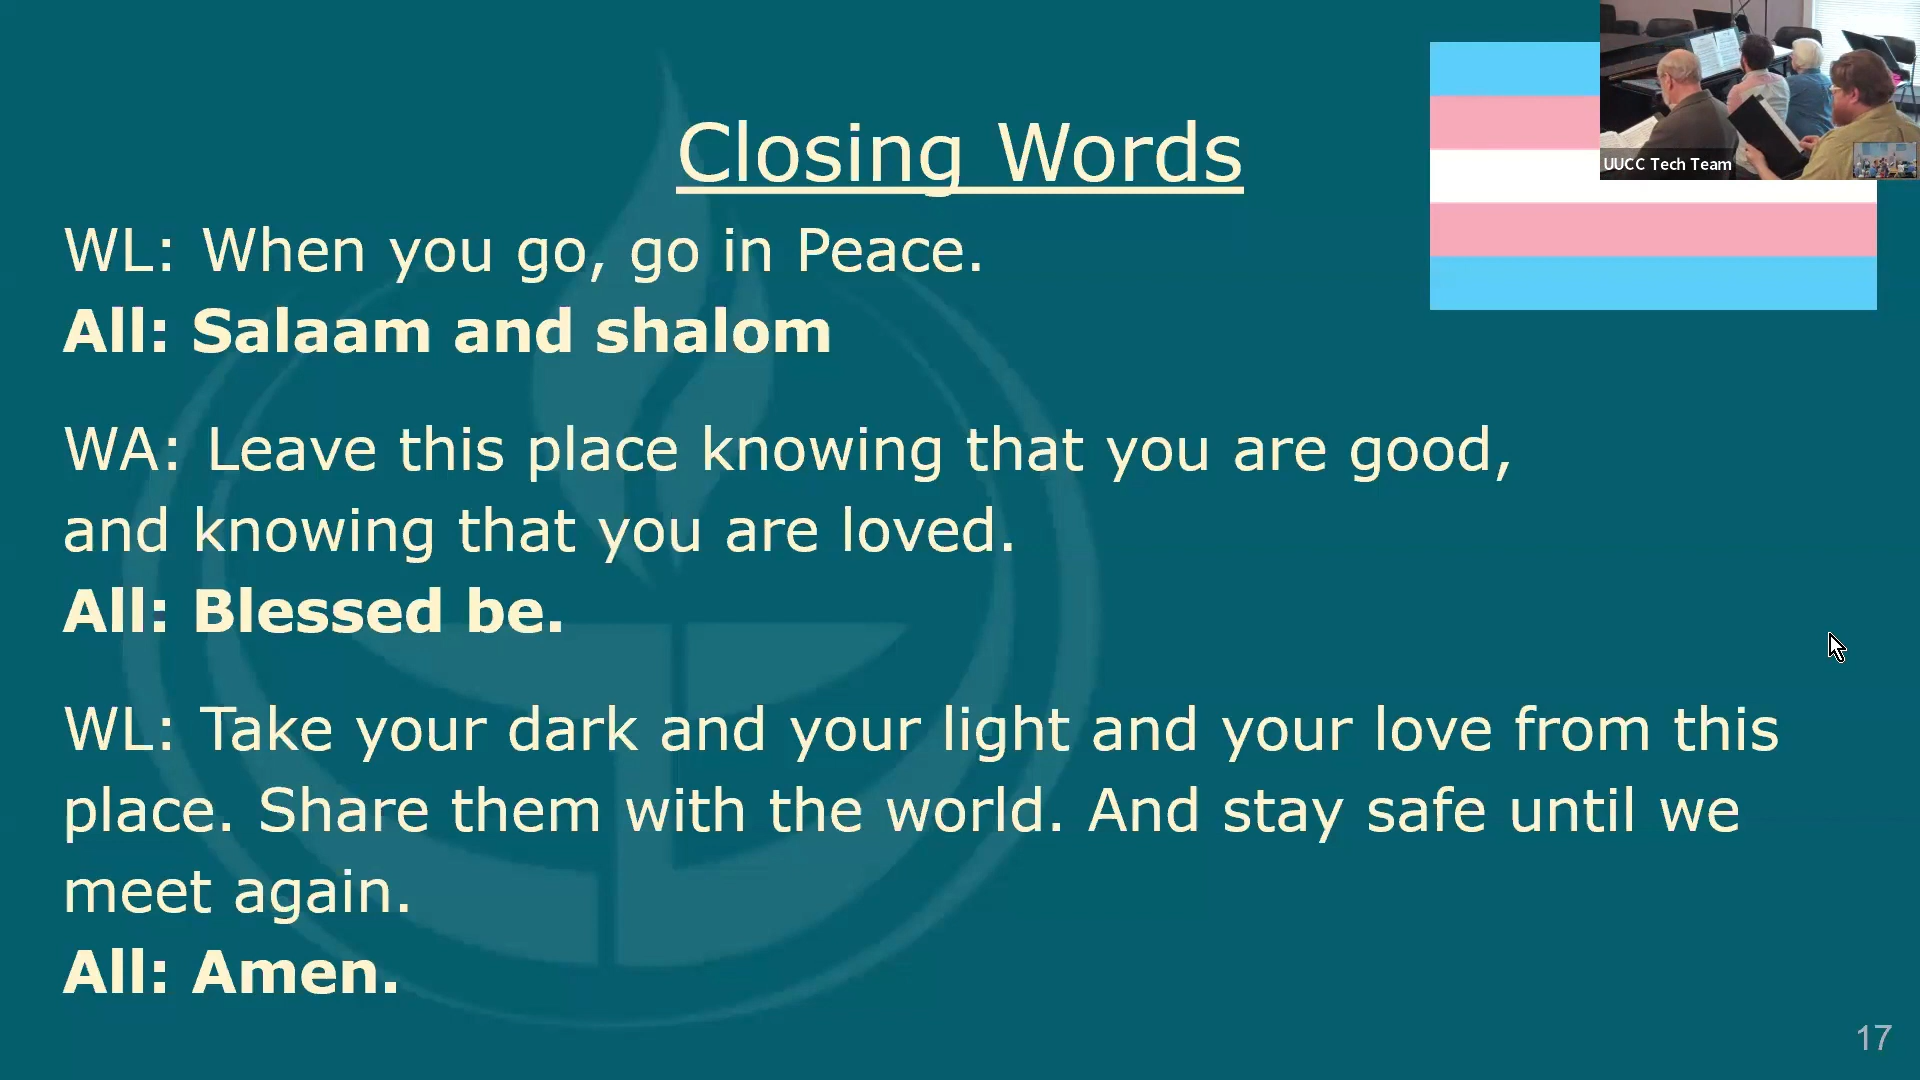 UUCC Tech Team
Closing Words
WL: When you go, go in Peace.
All: Salaam and shalom
WA: Leave this place knowing that you are good,
and knowing that you are loved.
All: Blessed be.
WL: Take your dark and your light and your love from this
place. Share them with the world. And stay safe until we
meet again.
All: Amen.
17